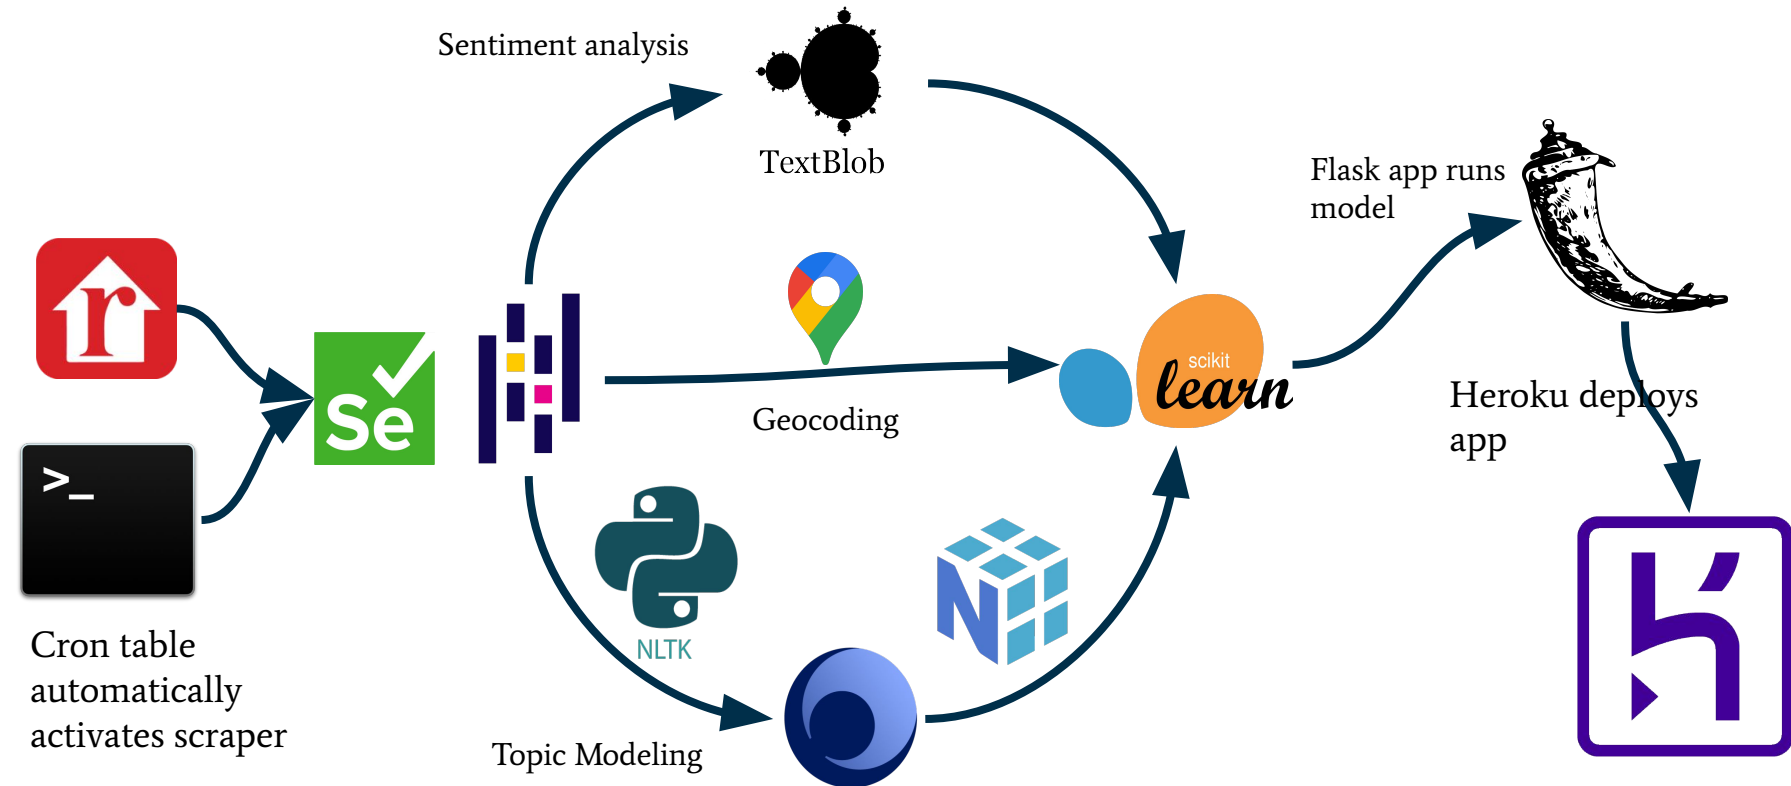 Sentiment analysis
TextBlob
Flask app runs
model
r
Se
>_
scikit
learn
Geocoding
Heroku deploys
app
NLTK
N
Cron table
automatically
activates scraper
Topic Modeling